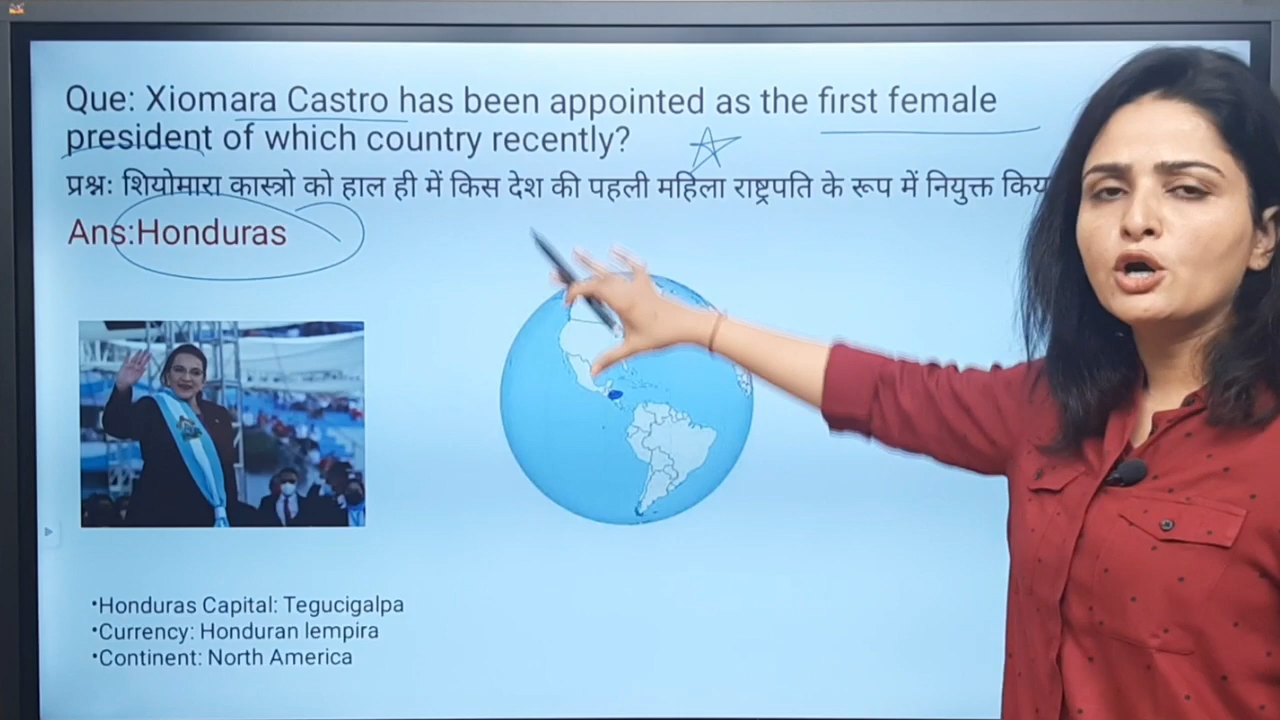 Que: Xiomara Castro has been appointed as the first female
president of which country recently?
प्रश्न: शियोमारा कास्त्रो को हाल ही में किस देश की पहली महिला राष्ट्रपति के रूप में नियुक्त
Ans:Honduras
•Honduras Capital: Tegucigalpa
•Currency: Honduran lempira
•Continent: North America